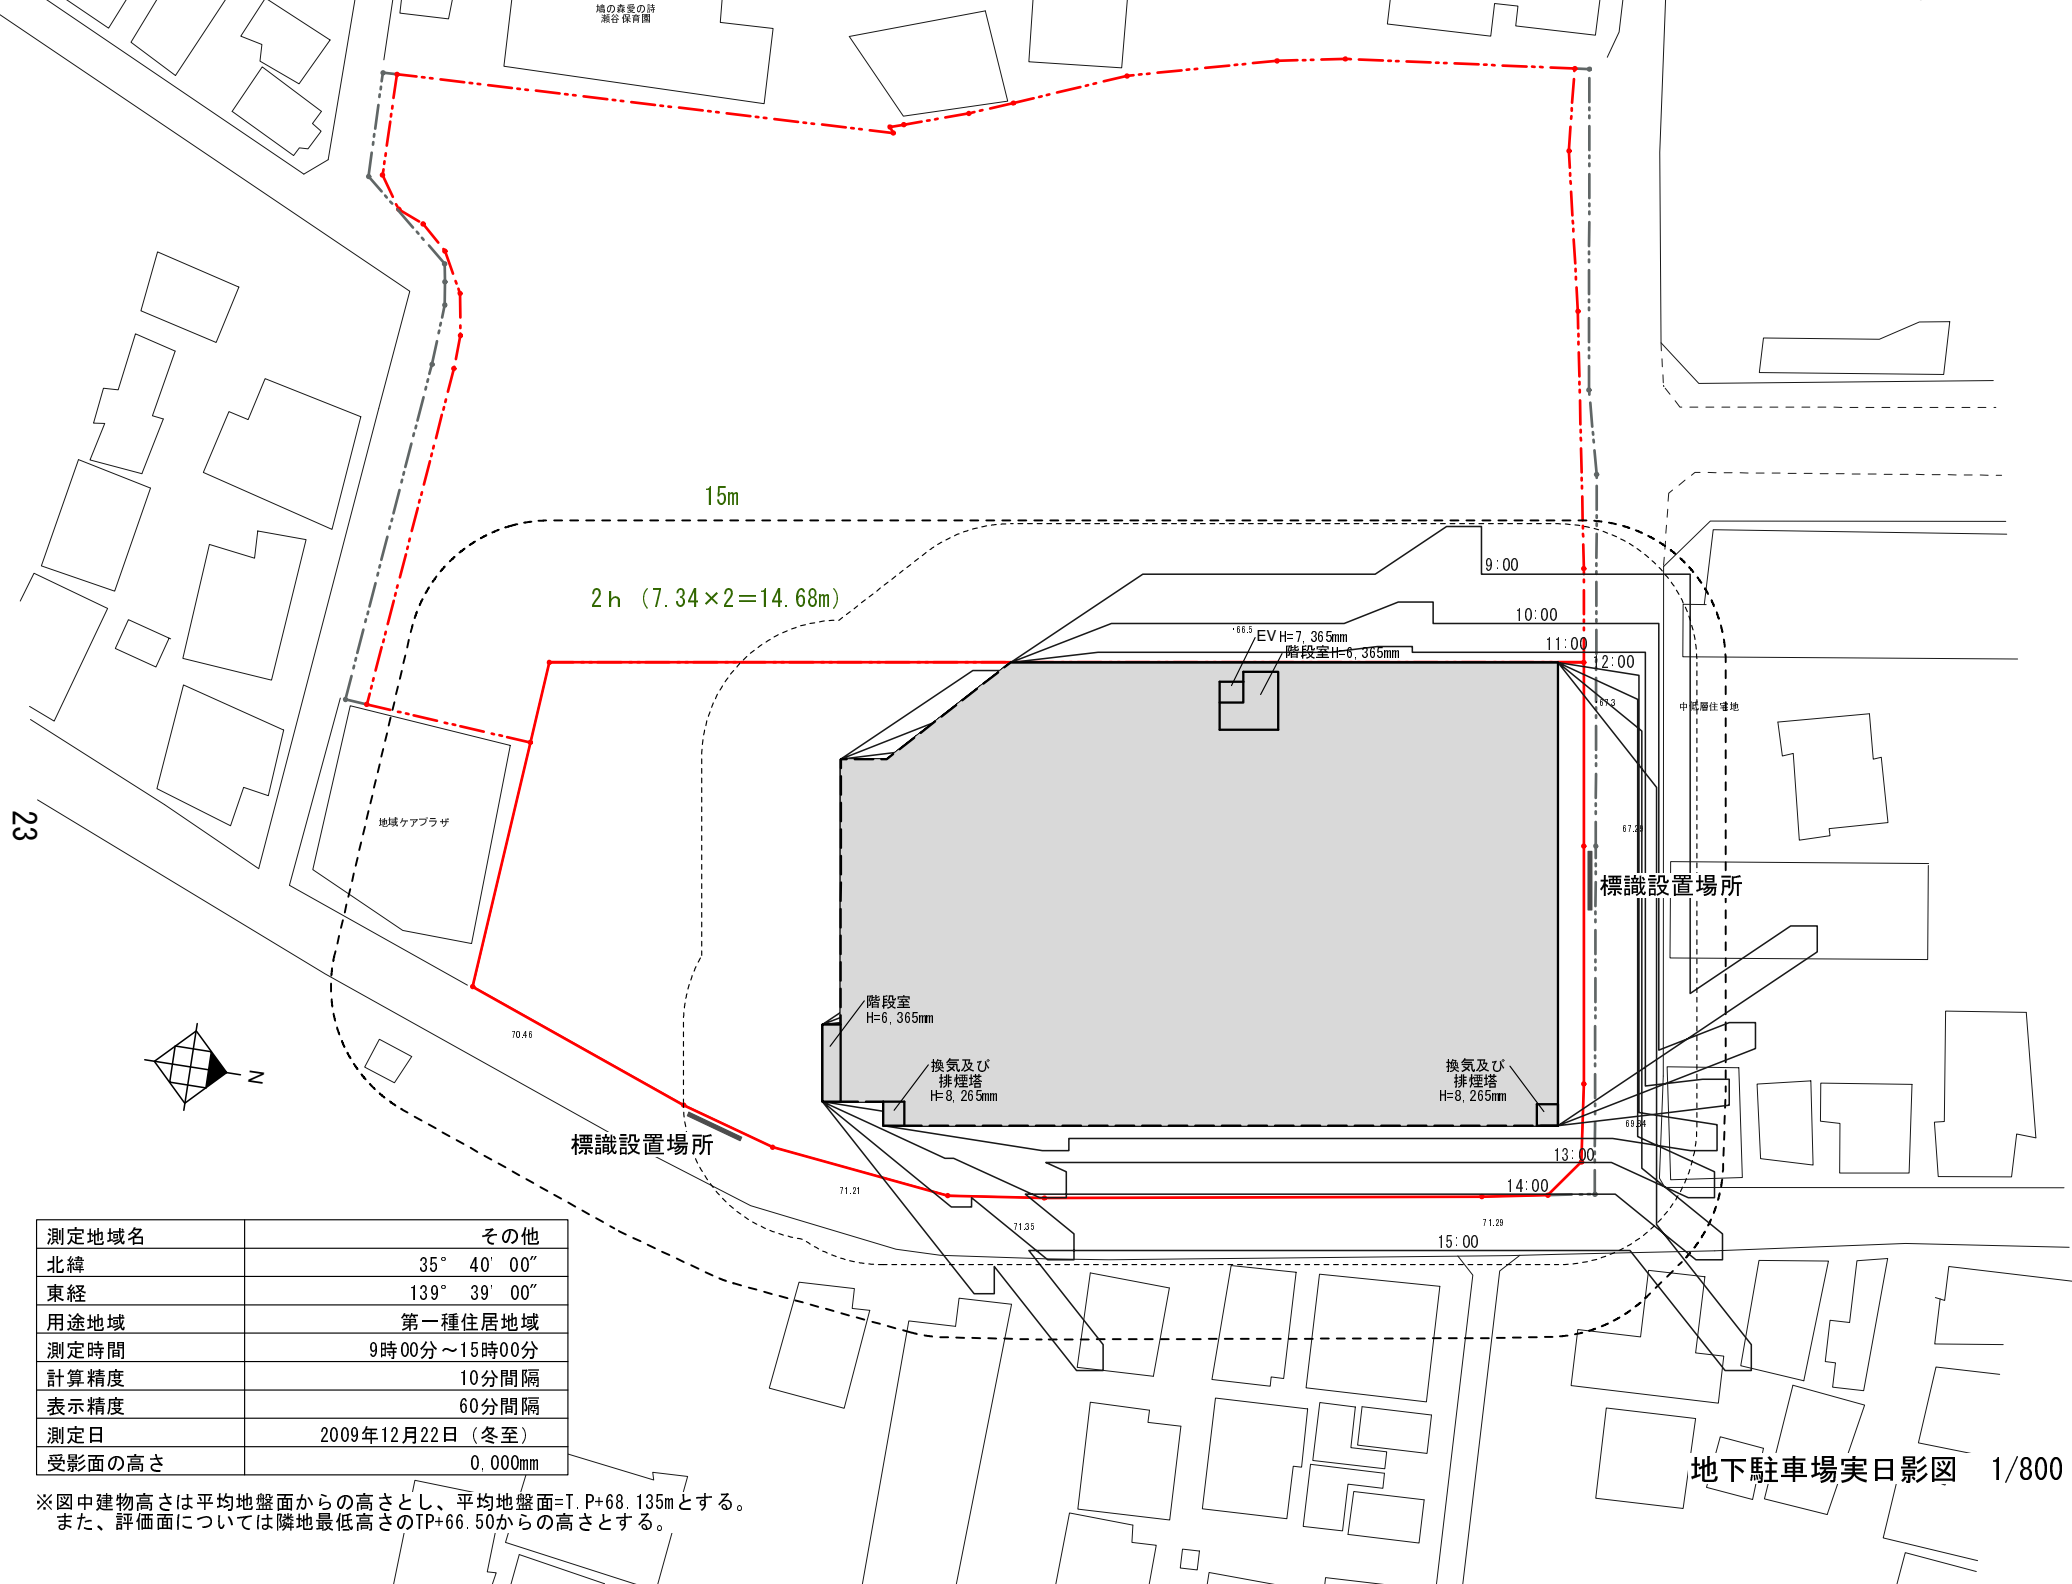 鳩の森愛の詩
瀬谷保育園
15m
2h (7.34×2=14.68m)
9:00
10:00
11:00
12:00
66.5
EV H=7,365mm
階段室H=6,365mm
67.3
中低層住宅地
地域ケアプラザ
23
67.29
標識設置場所
階段室
H=6,365mm
70.46
N
換気及び
排煙塔
H=8,265mm
換気及び
排煙塔
H=8,265mm
69.64
標識設置場所
13:00
14:00
71.21
71.35
71.29
15:00
測定地域名 その他
北緯 35° 40' 00″
東経 139° 39' 00″
用途地域 第一種住居地域
測定時間 9時00分~15時00分
計算精度 10分間隔
表示精度 60分間隔
測定日 2009年12月22日(冬至)
受影面の高さ 0,000mm
地下駐車場実日影図 1/800
※図中建物高さは平均地盤面からの高さとし、平均地盤面=T.P+68.135mとする。
また、評価面については隣地最低高さのTP+66.50からの高さとする。